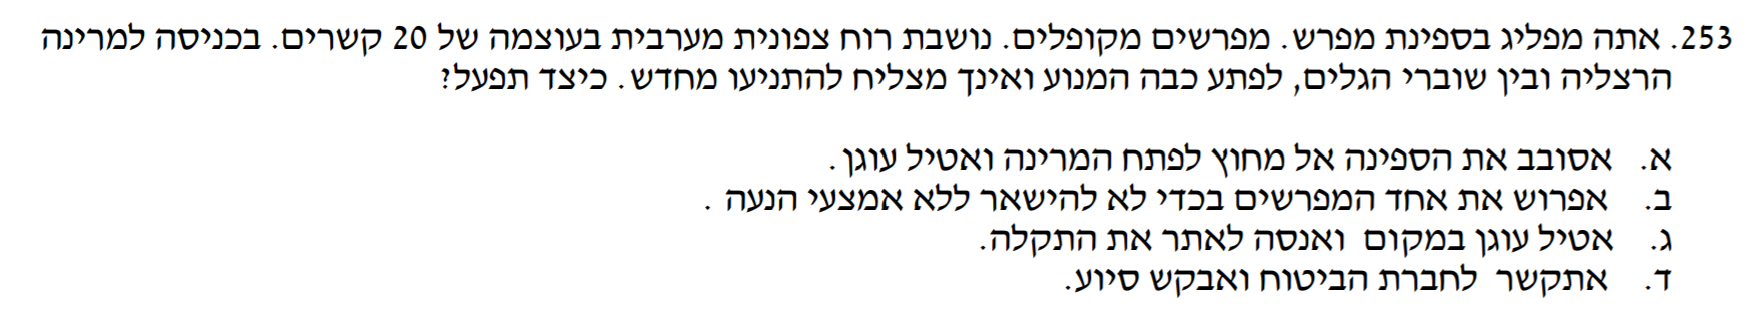 253. אתה מפליג בספינת מפרש. מפרשים מקופלים. נושבת רוח צפונית מערבית בעוצמה של 20 קשרים. בכניסה למרינה
הרצליה ובין שוברי הגלים, לפתע כבה המנוע ואינך מצליח להתניעו מחדש. כיצד תפעל?
א. אסובב את הספינה אל מחוץ לפתח המרינה ואטיל עוגן.
ב. אפרוש את אחד המפרשים בכדי לא להישאר ללא אמצעי הנעה .
ג. אטיל עוגן במקום ואנסה לאתר את התקלה.
ד. אתקשר לחברת הביטוח ואבקש סיוע.